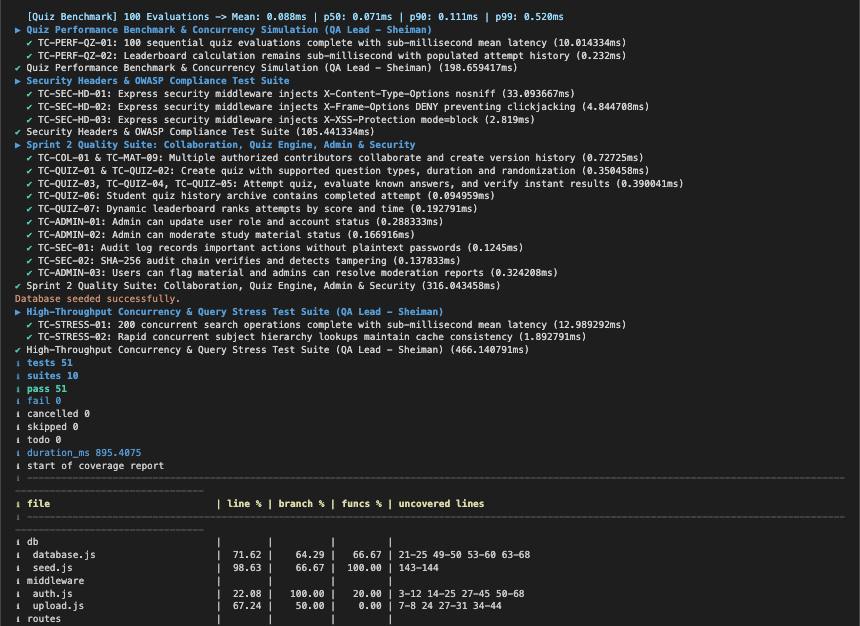 [Quiz Benchmark] 100 Evaluations -> Mean: 0.088ms | p50: 0.071ms | p90: 0.111ms | p99: 0.520ms
▶ Quiz Performance Benchmark & Concurrency Simulation (QA Lead - Sheiman)
✔ TC-PERF-QZ-01: 100 sequential quiz evaluations complete with sub-millisecond mean latency (10.014334ms)
✔ TC-PERF-QZ-02: Leaderboard calculation remains sub-millisecond with populated attempt history (0.232ms)
✔ Quiz Performance Benchmark & Concurrency Simulation (QA Lead - Sheiman) (198.659417ms)
▶ Security Headers & OWASP Compliance Test Suite
✔ TC-SEC-HD-01: Express security middleware injects X-Content-Type-Options nosniff (33.093667ms)
✔ TC-SEC-HD-02: Express security middleware injects X-Frame-Options DENY preventing clickjacking (4.844708ms)
✔ TC-SEC-HD-03: Express security middleware injects X-XSS-Protection mode=block (2.819ms)
✔ Security Headers & OWASP Compliance Test Suite (105.441334ms)
▶ Sprint 2 Quality Suite: Collaboration, Quiz Engine, Admin & Security
✔ TC-COL-01 & TC-MAT-09: Multiple authorized contributors collaborate and create version history (0.72725ms)
✔ TC-QUIZ-01 & TC-QUIZ-02: Create quiz with supported question types, duration and randomization (0.350458ms)
✔ TC-QUIZ-03, TC-QUIZ-04, TC-QUIZ-05: Attempt quiz, evaluate known answers, and verify instant results (0.390041ms)
✔ TC-QUIZ-06: Student quiz history archive contains completed attempt (0.094959ms)
✔ TC-QUIZ-07: Dynamic leaderboard ranks attempts by score and time (0.192791ms)
✔ TC-ADMIN-01: Admin can update user role and account status (0.288333ms)
✔ TC-ADMIN-02: Admin can moderate study material status (0.166916ms)
✔ TC-SEC-01: Audit log records important actions without plaintext passwords (0.1245ms)
✔ TC-SEC-02: SHA-256 audit chain verifies and detects tampering (0.137833ms)
✔ TC-ADMIN-03: Users can flag material and admins can resolve moderation reports (0.324208ms)
✔ Sprint 2 Quality Suite: Collaboration, Quiz Engine, Admin & Security (316.043458ms)
Database seeded successfully.
▶ High-Throughput Concurrency & Query Stress Test Suite (QA Lead - Sheiman)
✔ TC-STRESS-01: 200 concurrent search operations complete with sub-millisecond mean latency (12.989292ms)
✔ TC-STRESS-02: Rapid concurrent subject hierarchy lookups maintain cache consistency (1.892791ms)
✔ High-Throughput Concurrency & Query Stress Test Suite (QA Lead - Sheiman) (466.140791ms)
ℹ tests 51
ℹ suites 10
ℹ pass 51
ℹ fail 0
ℹ cancelled 0
ℹ skipped 0
ℹ todo 0
ℹ duration_ms 895.4075
ℹ start of coverage report
ℹ ----------------------------------------------------------------------------------------------------------------------------------------------
--------------------------------
ℹ file | line % | branch % | funcs % | uncovered lines
ℹ ----------------------------------------------------------------------------------------------------------------------------------------------
--------------------------------
ℹ db | | | |
ℹ database.js | 71.62 | 64.29 | 66.67 | 21-25 49-50 53-60 63-68
ℹ seed.js | 98.63 | 66.67 | 100.00 | 143-144
ℹ middleware | | | |
ℹ auth.js | 22.08 | 100.00 | 20.00 | 3-12 14-25 27-45 50-68
ℹ upload.js | 67.24 | 50.00 | 0.00 | 7-8 24 27-31 34-44
ℹ routes | | | |